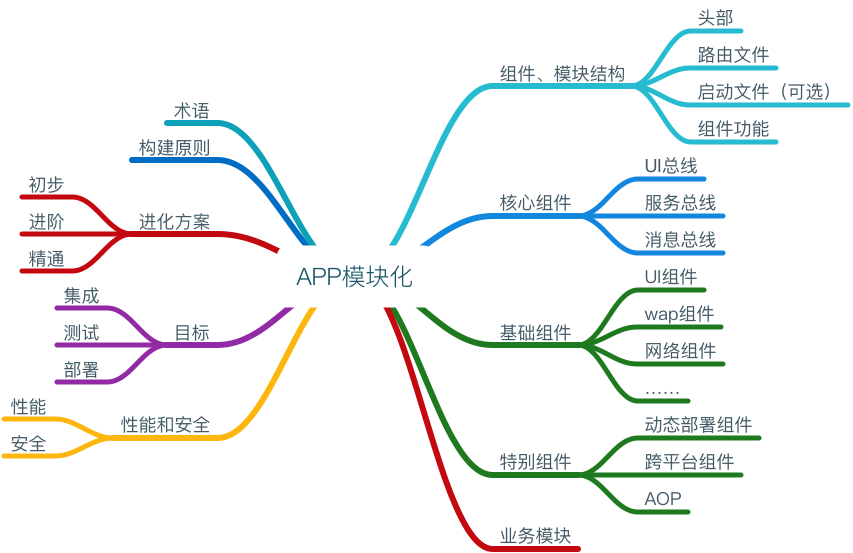 APP模块化
组件、模块结构
头部
路由文件
启动文件（可选）
组件功能
核心组件
UI总线
服务总线
消息总线
基础组件
UI组件
wap组件
网络组件
……
特别组件
动态部署组件
跨平台组件
AOP
业务模块
术语
构建原则
进化方案
初步
进阶
精通
目标
集成
测试
部署
性能和安全
性能
安全